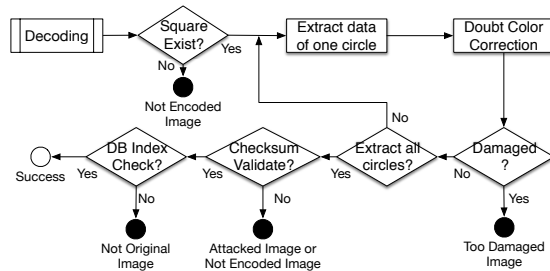 Decoding
Square
Exist?
Yes
No
Not Encoded
Image
Extract data
of one circle
Doubt Color
Correction
No
DB Index
Check?
Checksum
Validate?
Extract all
circles?
Damaged
?
Success
Yes
Yes
Yes
No
No
No
Yes
Not Original
Image
Attacked Image or
Not Encoded Image
Too Damaged
Image